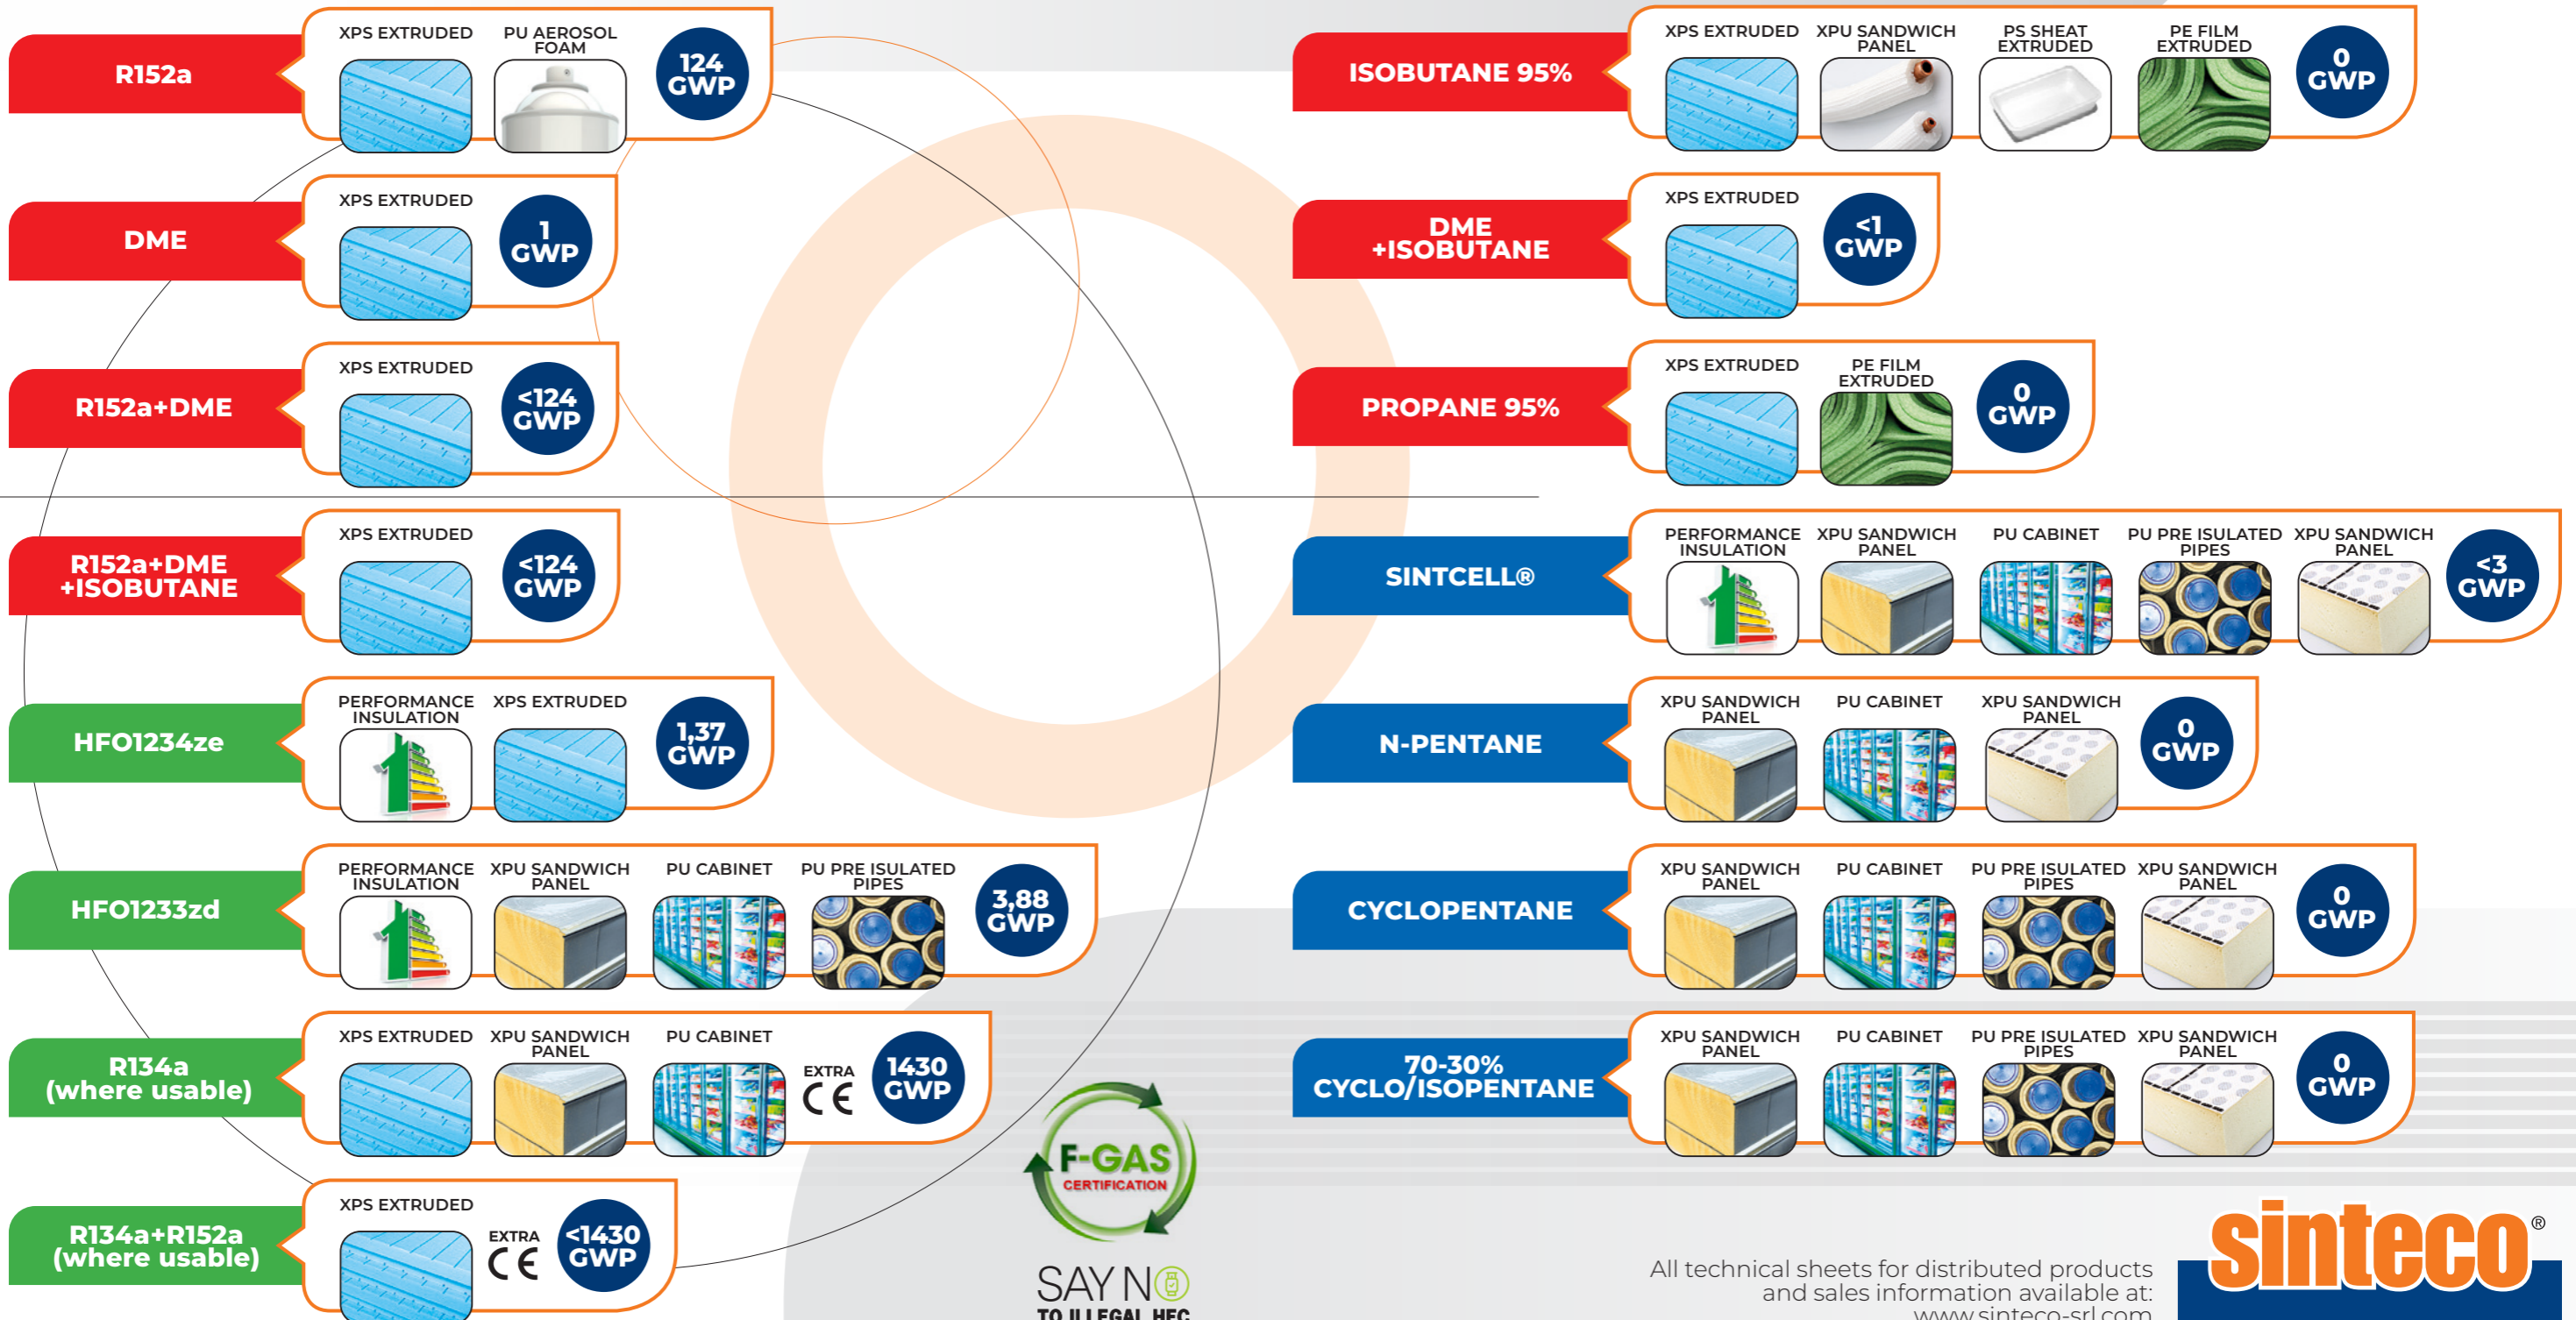 R152a
XPS EXTRUDED
PU AEROSOL
FOAM
124
GWP
DME
XPS EXTRUDED
1
GWP
R152a+DME
XPS EXTRUDED
<124
GWP
R152a+DME
+ISOBUTANE
XPS EXTRUDED
<124
GWP
HFO1234ze
PERFORMANCE
INSULATION
XPS EXTRUDED
1,37
GWP
HFO1233zd
PERFORMANCE
INSULATION
XPU SANDWICH
PANEL
PU CABINET
PU PRE ISULATED
PIPES
3,88
GWP
R134a
(where usable)
XPS EXTRUDED
XPU SANDWICH
PANEL
PU CABINET
EXTRA
CE
1430
GWP
R134a+R152a
(where usable)
XPS EXTRUDED
EXTRA
CE
<1430
GWP
F-GAS
CERTIFICATION
SAY NO
TO ILLEGAL HFC
ISOBUTANE 95%
XPS EXTRUDED
XPU SANDWICH
PANEL
PS SHEAT
EXTRUDED
PE FILM
EXTRUDED
0
GWP
DME
+ISOBUTANE
XPS EXTRUDED
<1
GWP
PROPANE 95%
XPS EXTRUDED
PE FILM
EXTRUDED
0
GWP
SINTCELL®
PERFORMANCE
INSULATION
XPU SANDWICH
PANEL
PU CABINET
PU PRE ISULATED
PIPES
XPU SANDWICH
PANEL
<3
GWP
N-PENTANE
XPU SANDWICH
PANEL
PU CABINET
XPU SANDWICH
PANEL
0
GWP
CYCLOPENTANE
XPU SANDWICH
PANEL
PU CABINET
PU PRE ISULATED
PIPES
XPU SANDWICH
PANEL
0
GWP
70-30%
CYCLO/ISOPENTANE
XPU SANDWICH
PANEL
PU CABINET
PU PRE ISULATED
PIPES
XPU SANDWICH
PANEL
0
GWP
All technical sheets for distributed products
and sales information available at:
www.sinteco-srl.com
sinteco®